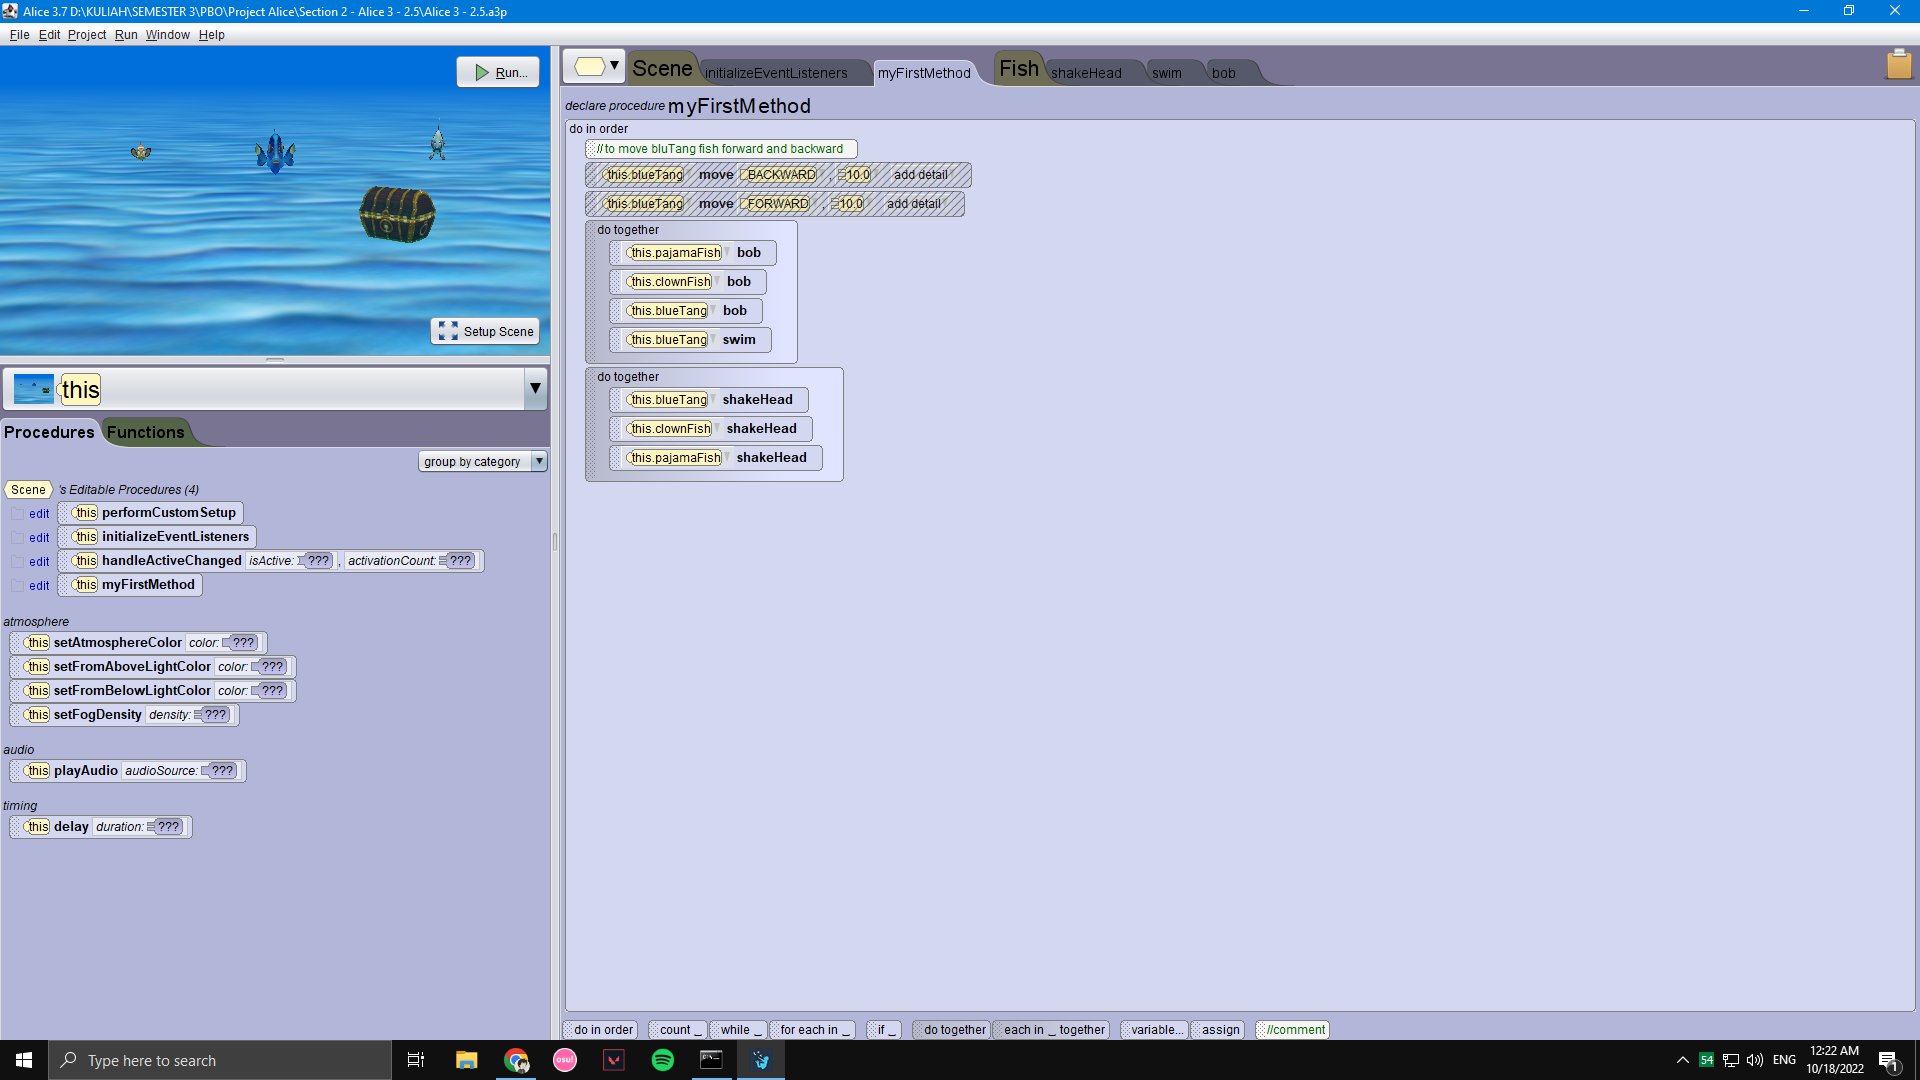 Alice 3.7 D:\KULIAH\SEMESTER 3\PBO\Project Alice\Section 2 - Alice 3 - 2.5\Alice 3 - 2.5.a3p
File Edit Project Run Window Help
Run...
Setup Scene
this
Procedures Functions
group by category
Scene 's Editable Procedures (4)
edit this performCustomSetup
edit this initializeEventListeners
edit this handleActiveChanged isActive: ??? , activationCount: ???
edit this myFirstMethod
atmosphere
this setAtmosphereColor color: ???
this setFromAboveLightColor color: ???
this setFromBelowLightColor color: ???
this setFogDensity density: ???
audio
this playAudio audioSource: ???
timing
this delay duration: ???
Scene initializeEventListeners myFirstMethod Fish shakeHead swim bob
declare procedure myFirstMethod
do in order
//to move bluTang fish forward and backward
this.blueTang move BACKWARD , 10.0 add detail
this.blueTang move FORWARD , 10.0 add detail
do together
this.pajamaFish bob
this.clownFish bob
this.blueTang bob
this.blueTang swim
do together
this.blueTang shakeHead
this.clownFish shakeHead
this.pajamaFish shakeHead
do in order count _ while _ for each in _ if _ do together each in _ together variable... assign //comment
Type here to search
osu!
54 ENG
12:22 AM
10/18/2022
1